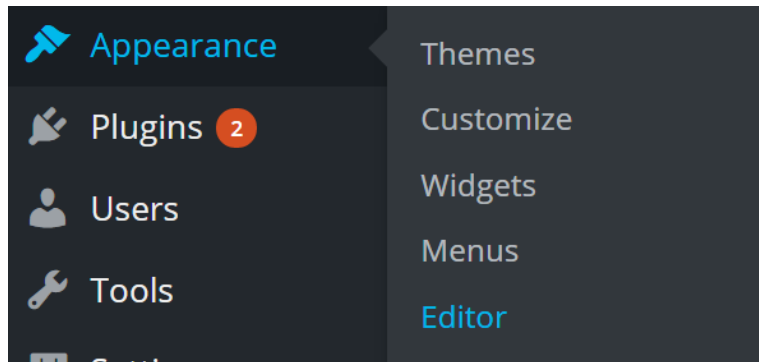 Appearance
Plugins 2
Users
Tools
Themes
Customize
Widgets
Menus
Editor